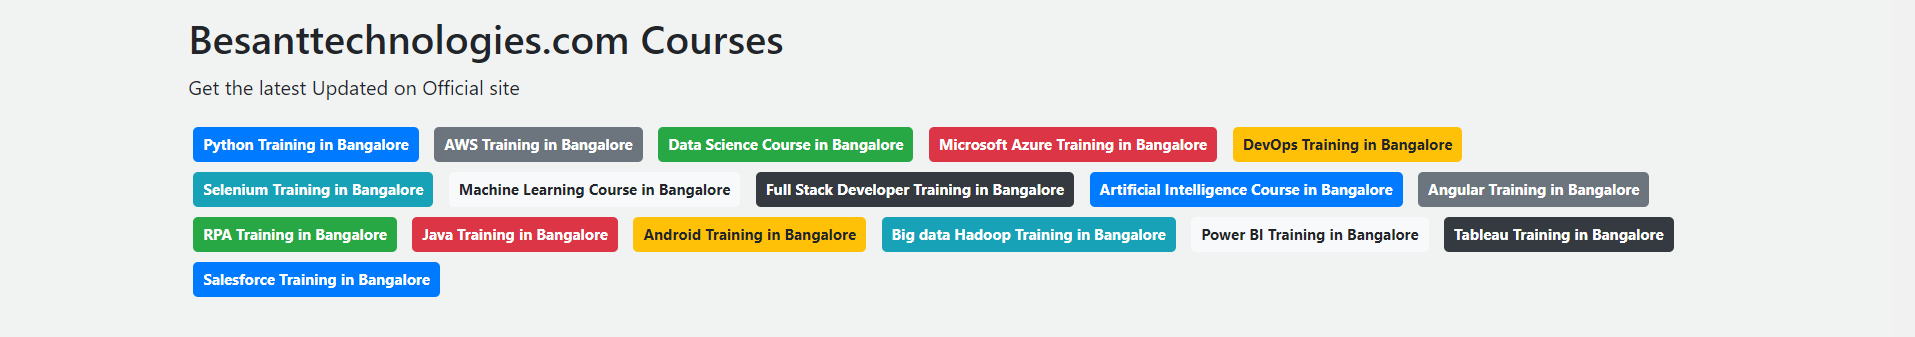 Besanttechnologies.com Courses
Get the latest Updated on Official site
Python Training in Bangalore AWS Training in Bangalore Data Science Course in Bangalore Microsoft Azure Training in Bangalore DevOps Training in Bangalore
Selenium Training in Bangalore Machine Learning Course in Bangalore Full Stack Developer Training in Bangalore Artificial Intelligence Course in Bangalore Angular Training in Bangalore
RPA Training in Bangalore Java Training in Bangalore Android Training in Bangalore Big data Hadoop Training in Bangalore Power BI Training in Bangalore Tableau Training in Bangalore
Salesforce Training in Bangalore